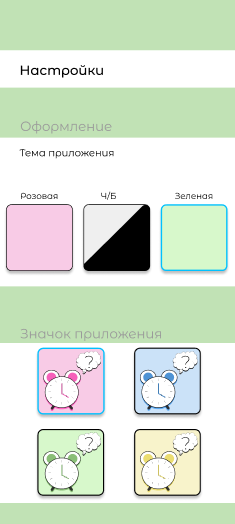 Настройки
Оформление
Тема приложения
Розовая Ч/Б Зеленая
Значок приложения
? ?
? ?